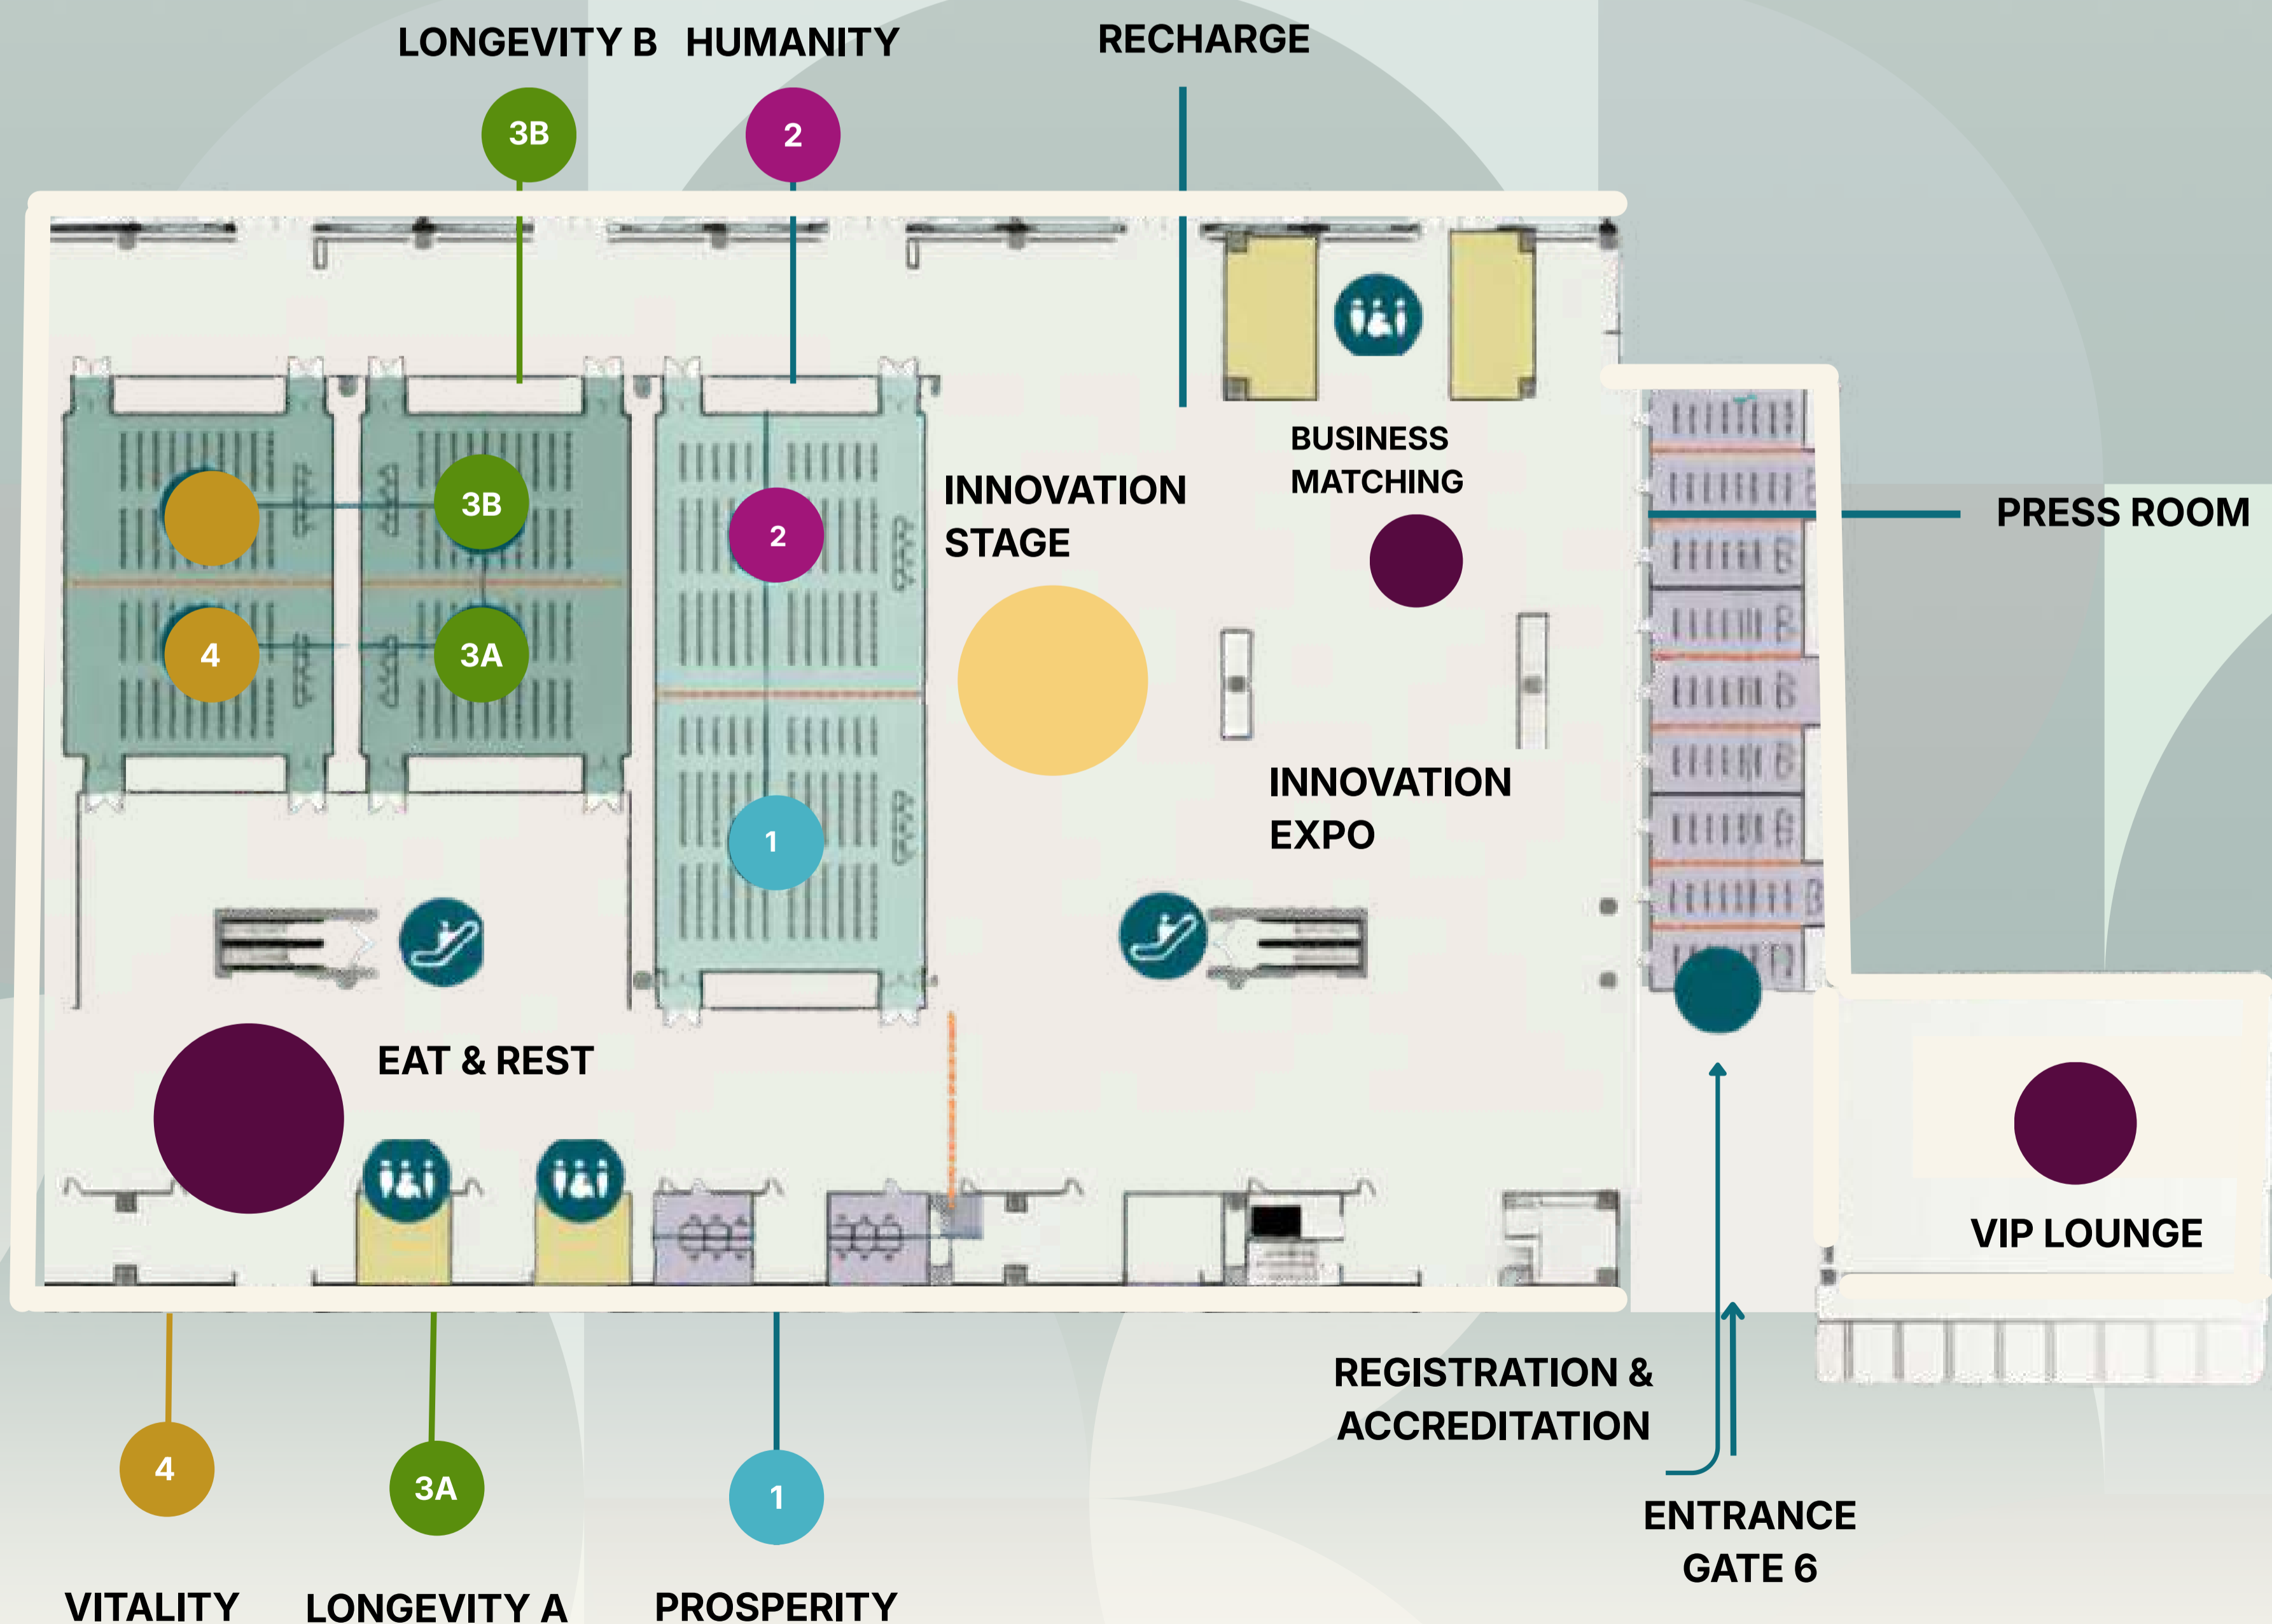 LONGEVITY B
HUMANITY
RECHARGE
3B
2
BUSINESS
MATCHING
INNOVATION
STAGE
3B
2
PRESS ROOM
4
3A
INNOVATION
EXPO
1
EAT & REST
VIP LOUNGE
REGISTRATION &
ACCREDITATION
4
3A
1
ENTRANCE
GATE 6
VITALITY
LONGEVITY A
PROSPERITY